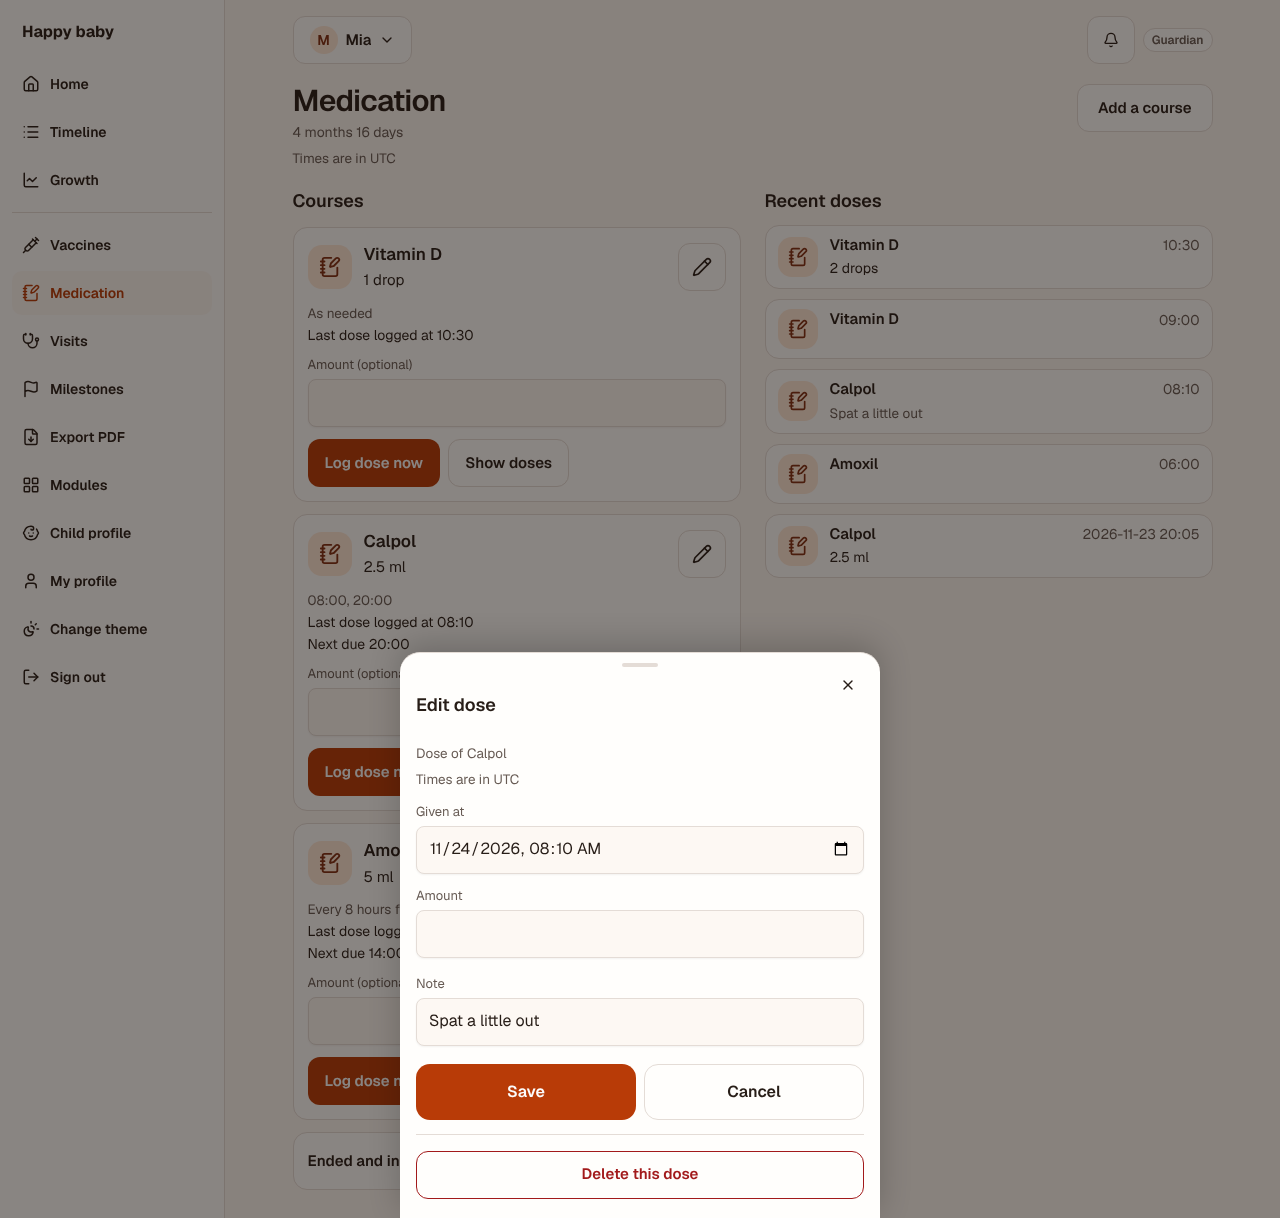 Happy baby
Home
Timeline
Growth
Vaccines
Medication
Visits
Milestones
Export PDF
Modules
Child profile
My profile
Change theme
Sign out
M Mia
Guardian
Medication
4 months 16 days
Times are in UTC
Add a course
Courses
Vitamin D
1 drop
As needed
Last dose logged at 10:30
Amount (optional)
Log dose now
Show doses
Calpol
2.5 ml
08:00, 20:00
Last dose logged at 08:10
Next due 20:00
Amount (optiona
Log dose n
Amo
5 ml
Every 8 hours f
Last dose logg
Next due 14:00
Amount (optiona
Log dose n
Ended and in
Recent doses
Vitamin D 10:30
2 drops
Vitamin D 09:00
Calpol 08:10
Spat a little out
Amoxil 06:00
Calpol 2026-11-23 20:05
2.5 ml
Edit dose
Dose of Calpol
Times are in UTC
Given at
11/24/2026, 08:10 AM
Amount
Note
Spat a little out
Save
Cancel
Delete this dose